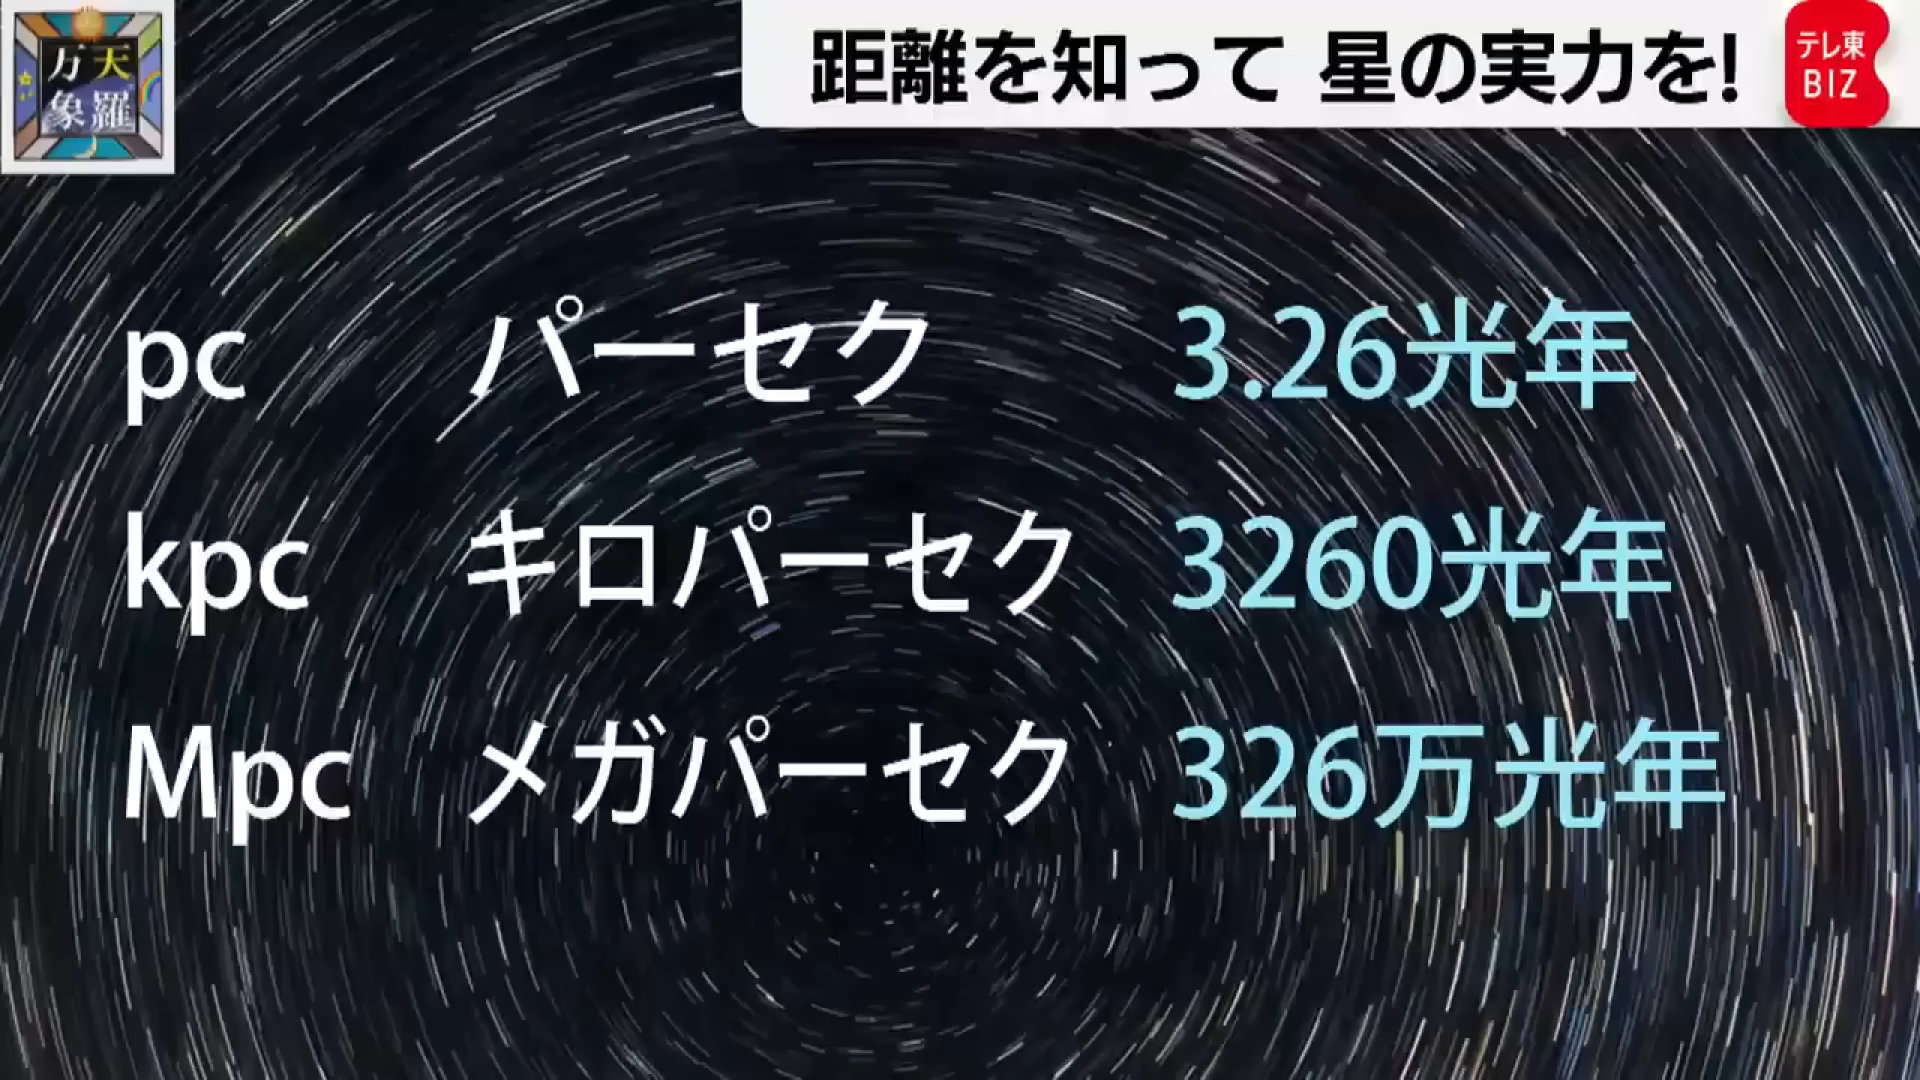 天羅
万象
距離を知って 星の実力を!
テレ東
BIZ
pc パーセク 3.26光年
kpc キロパーセク 3260光年
Mpc メガパーセク 326万光年